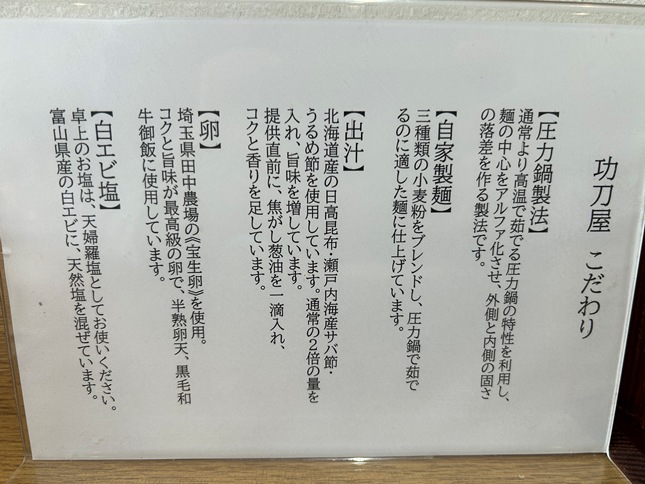 功刀屋 こだわり
【圧力鍋製法】
通常より高温で茹でる圧力鍋の特性を利用し、
麺の中心をアルファ化させ、外側と内側の固さ
の落差を作る製法です。
【自家製麺】
三種類の小麦粉をブレンドし、圧力鍋で茹で
るのに適した麺に仕上げています。
【出汁】
北海道産の日高昆布・瀬戸内海産サバ節・
うるめ節を使用しています。通常の2倍の量を
入れ、旨味を増しています。
提供直前に、焦がし葱油を一滴入れ、
コクと香りを足しています。
【卵】
埼玉県田中農場の《宝生卵》を使用。
コクと旨味が最高級の卵で、半熟卵天、黒毛和
牛御飯に使用しています。
【白エビ塩】
卓上のお塩は、天婦羅塩としてお使いください。
富山県産の白エビに、天然塩を混ぜています。